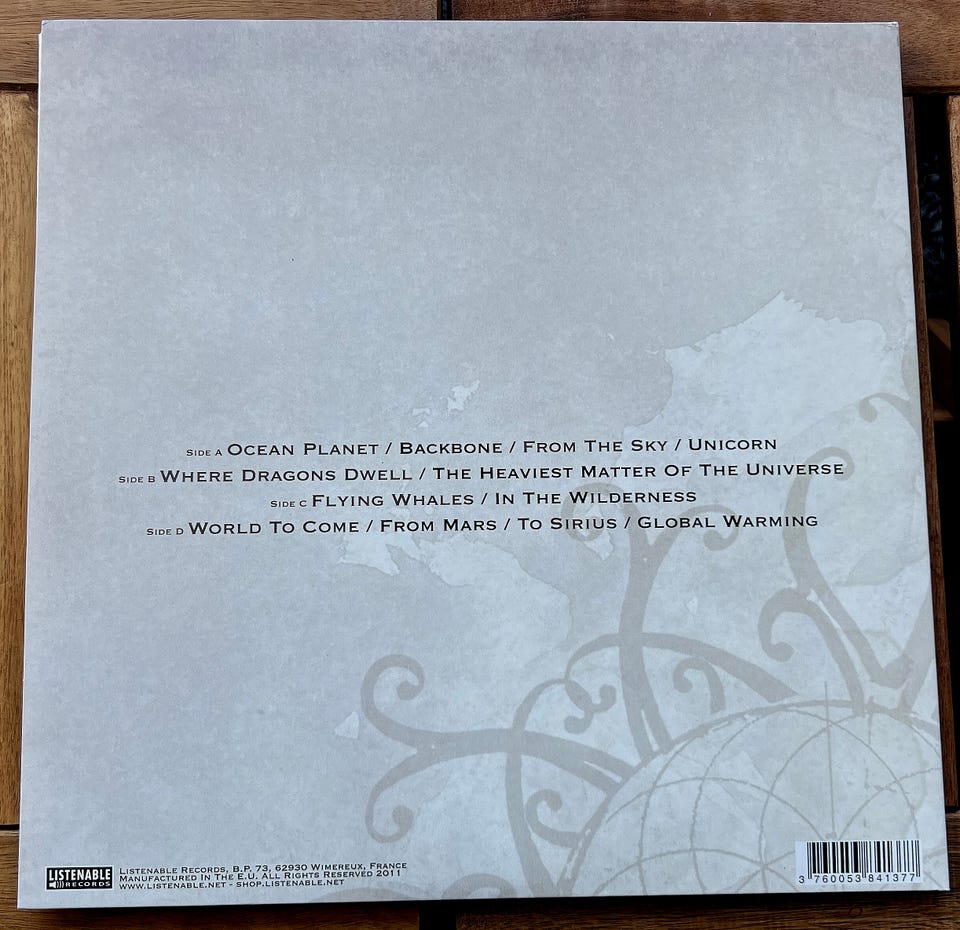 SIDE A OCEAN PLANET / BACKBONE / FROM THE SKY / UNICORN
SIDE B WHERE DRAGONS DWELL / THE HEAVIEST MATTER OF THE UNIVERSE
SIDE C FLYING WHALES / IN THE WILDERNESS
SIDE D WORLD TO COME / FROM MARS / TO SIRIUS / GLOBAL WARMING
LISTENABLE
RECORDS
LISTENABLE RECORDS, B.P. 73, 62930 WIMEREUX, FRANCE
MANUFACTURED IN THE E.U. ALL RIGHTS RESERVED 2011
WWW.LISTENABLE.NET - SHOP.LISTENABLE.NET
3 760053 841377